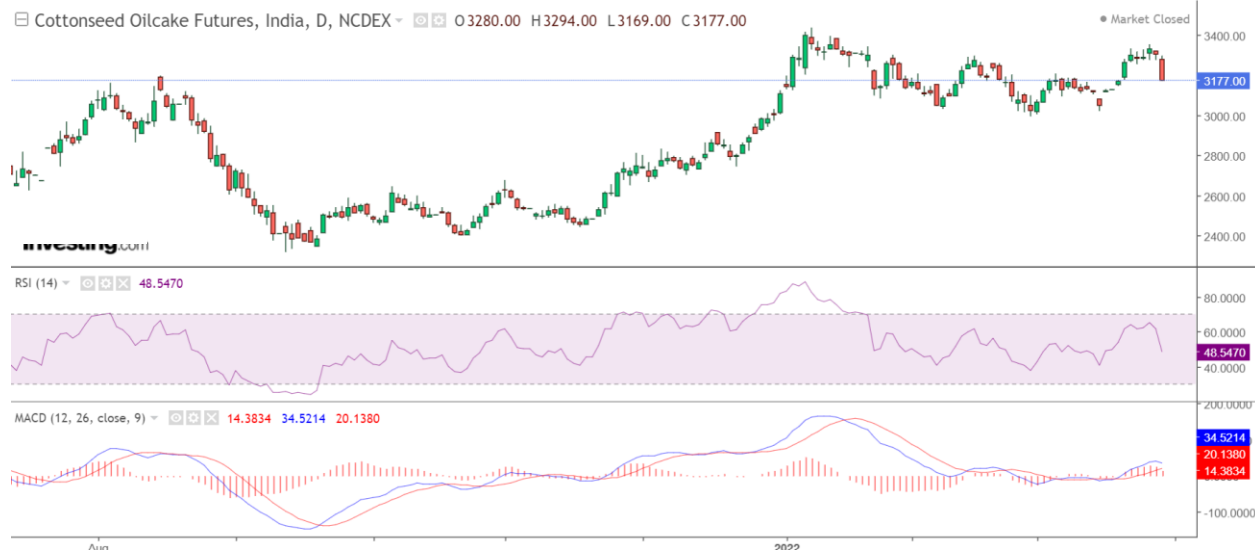 Cottonseed Oilcake Futures, India, D, NCDEX O3280.00 H3294.00 L3169.00 C3177.00
Market Closed
3400.00
3177.00
3000.00
2800.00
2600.00
2400.00
Investing.com
RSI (14) 48.5470
80.0000
60.0000
48.5470
40.0000
MACD (12, 26, close, 9) 14.3834 34.5214 20.1380
200.0000
34.5214
20.1380
14.3834
-100.0000
Aug 2022